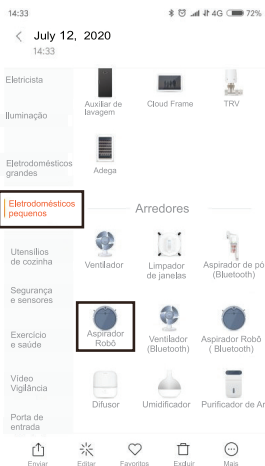 14:33
4G 72%
July 12, 2020
14:33
Eletricista
Iluminação
Eletrodomésticos
grandes
Eletrodomésticos
pequenos
Utensílios
de cozinha
Segurança
e sensores
Exercício
e saúde
Vídeo
Vigilância
Porta de
entrada
Auxiliar de
lavagem
Cloud Frame
TRV
Adega
Arredores
Ventilador
Limpador
de janelas
Aspirador de pó
(Bluetooth)
Aspirador
Robô
Ventilador
(Bluetooth)
Aspirador Robô
( Bluetooth)
Difusor
Umidificador
Purificador de Ar
Enviar
Editar
Favoritos
Excluir
Mais